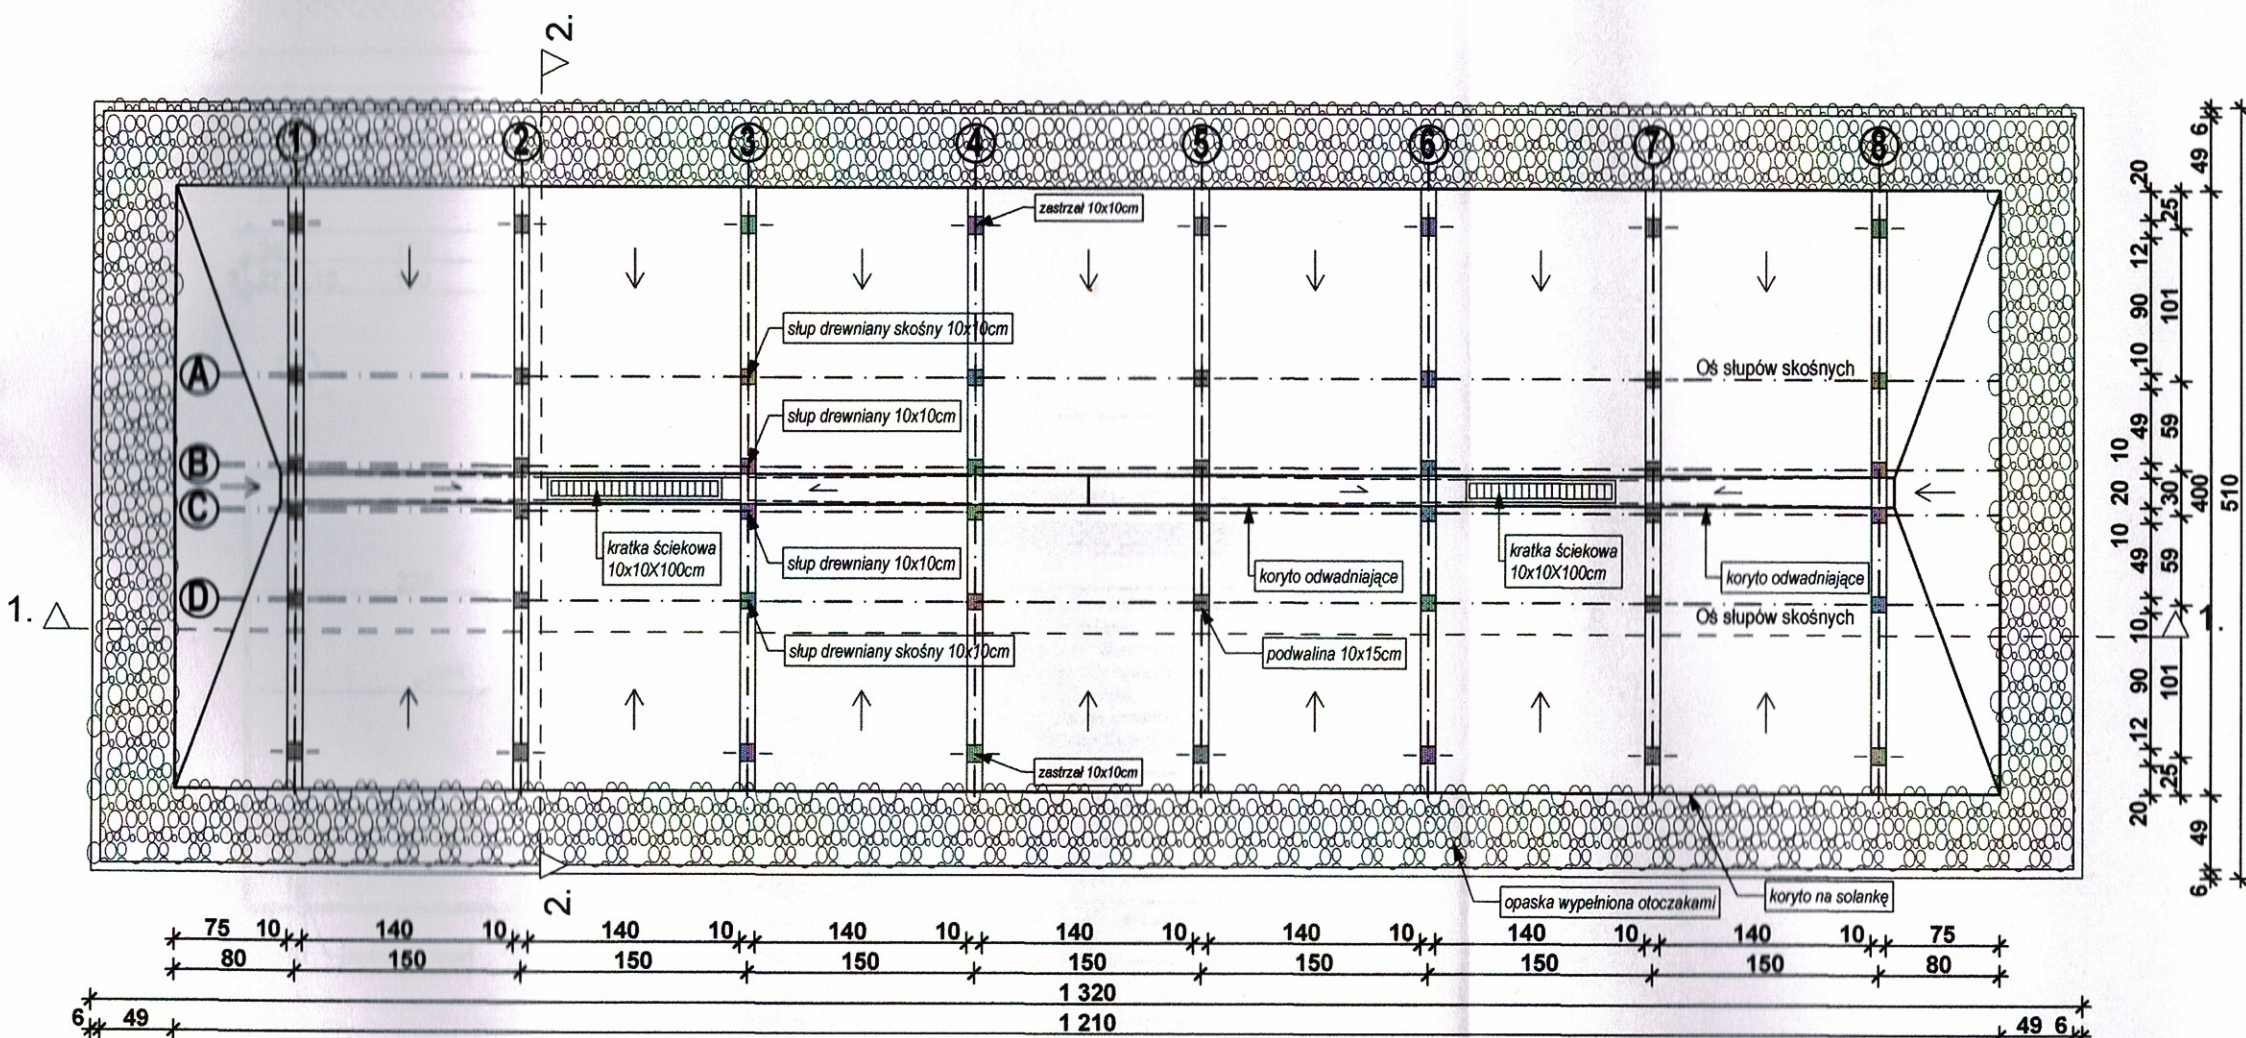 2.
1 2 3 4 5 6 7 8
zastrzał 10x10cm
słup drewniany skośny 10x10cm
Oś słupów skośnych
A
słup drewniany 10x10cm
B
C
kratka ściekowa
10x10X100cm
słup drewniany 10x10cm
koryto odwadniające
kratka ściekowa
10x10X100cm
koryto odwadniające
D
Oś słupów skośnych
1.
1.
słup drewniany skośny 10x10cm
podwalina 10x15cm
zastrzał 10x10cm
2.
opaska wypełniona otoczakami
koryto na solankę
75 10 140 10 140 10 140 10 140 10 140 10 140 10 140 10 75
80 150 150 150 150 150 150 150 80
1 320
6 49 1 210 49 6
20 12 90 10 49 10 20 10 49 10 90 12 20
25 101 59 30 59 101 25
6 49 400 49 6
510